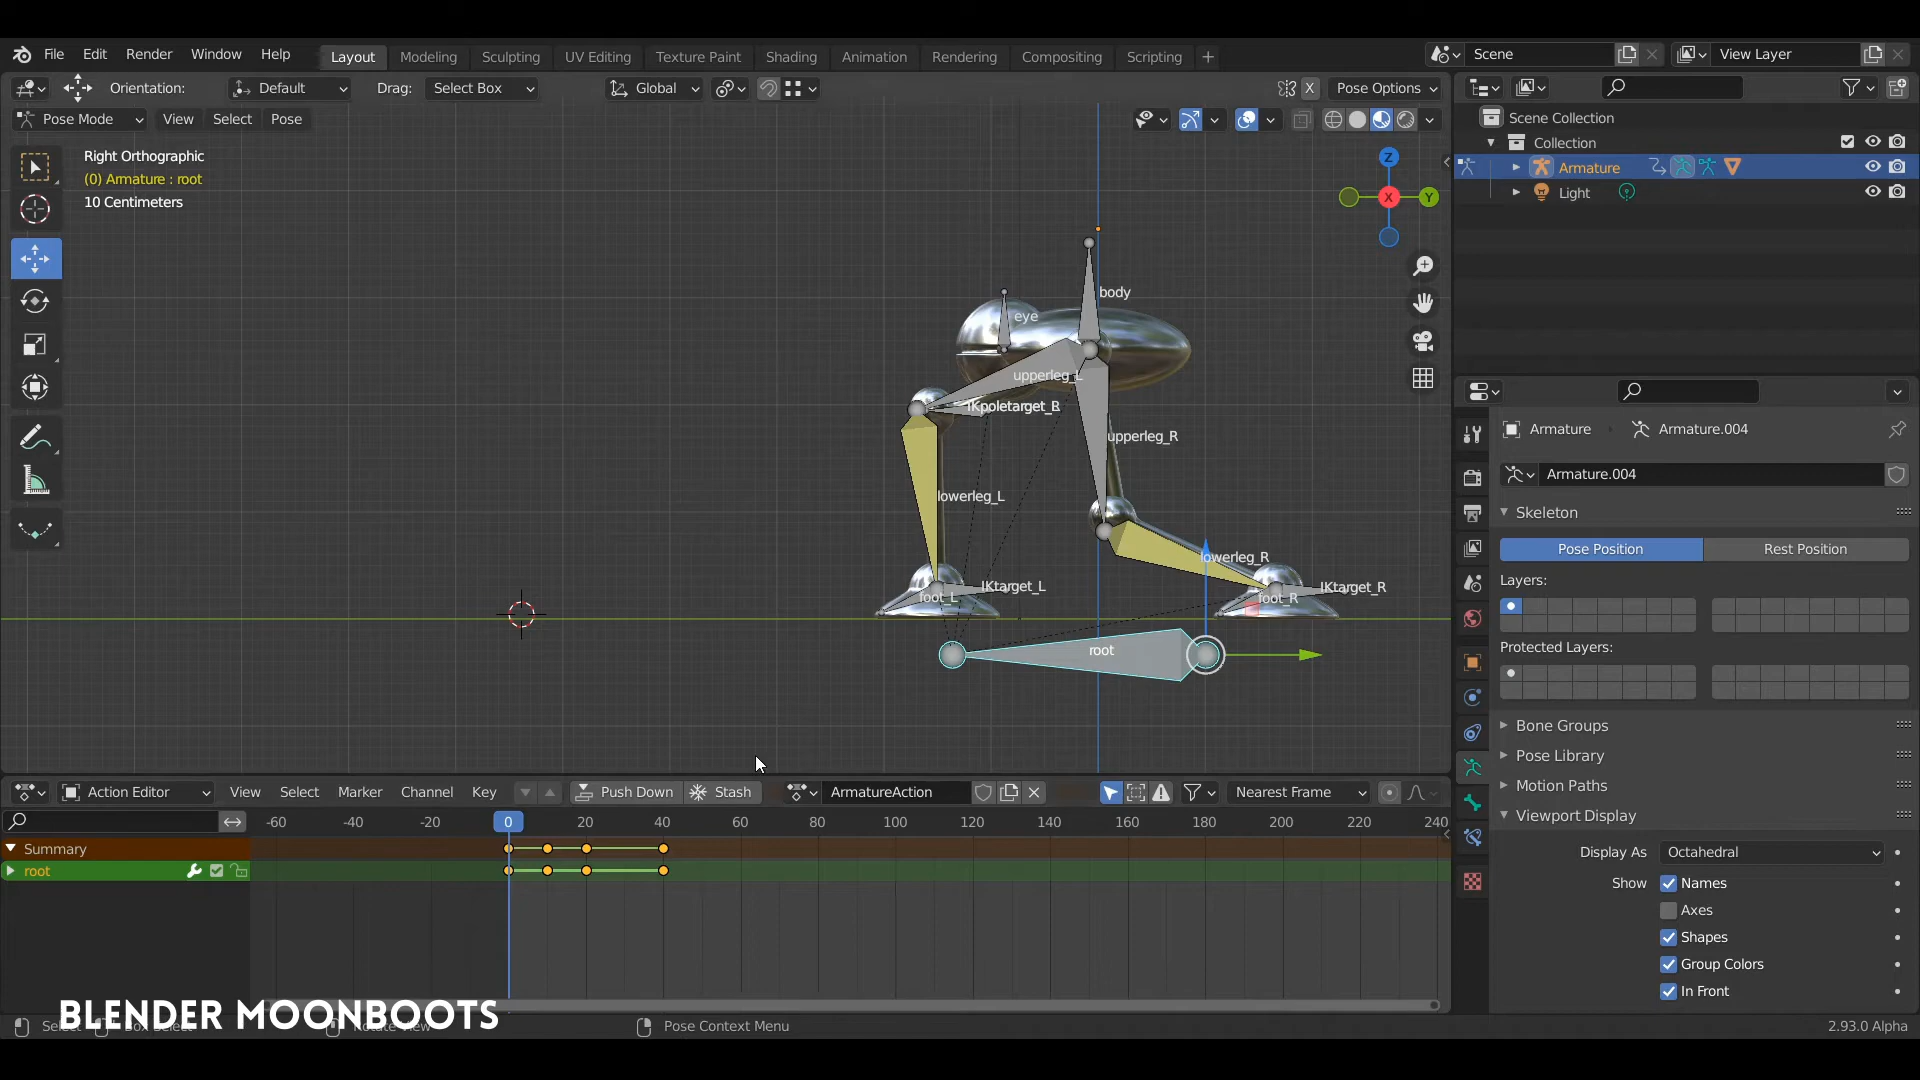 File Edit Render Window Help Layout Modeling Sculpting UV Editing Texture Paint Shading Animation Rendering Compositing Scripting + Scene View Layer
Orientation: Default Drag: Select Box Global X Pose Options
Pose Mode View Select Pose
Right Orthographic
(0) Armature : root
10 Centimeters
Z
X
Y
body
eye
upperleg_L
IKpoletarget_R
upperleg_R
lowerleg_L
lowerleg_R
IKtarget_L
foot_L
IKtarget_R
foot_R
root
Scene Collection
Collection
Armature
Light
Armature Armature.004
Armature.004
Skeleton
Pose Position Rest Position
Layers:
Protected Layers:
Bone Groups
Pose Library
Motion Paths
Viewport Display
Display As Octahedral
Show Names
Axes
Shapes
Group Colors
In Front
Action Editor View Select Marker Channel Key Push Down Stash ArmatureAction Nearest Frame
-60 -40 -20 0 20 40 60 80 100 120 140 160 180 200 220 240
Summary
root
BLENDER MOONBOOTS
Select Box Select Rotate View Pose Context Menu 2.93.0 Alpha